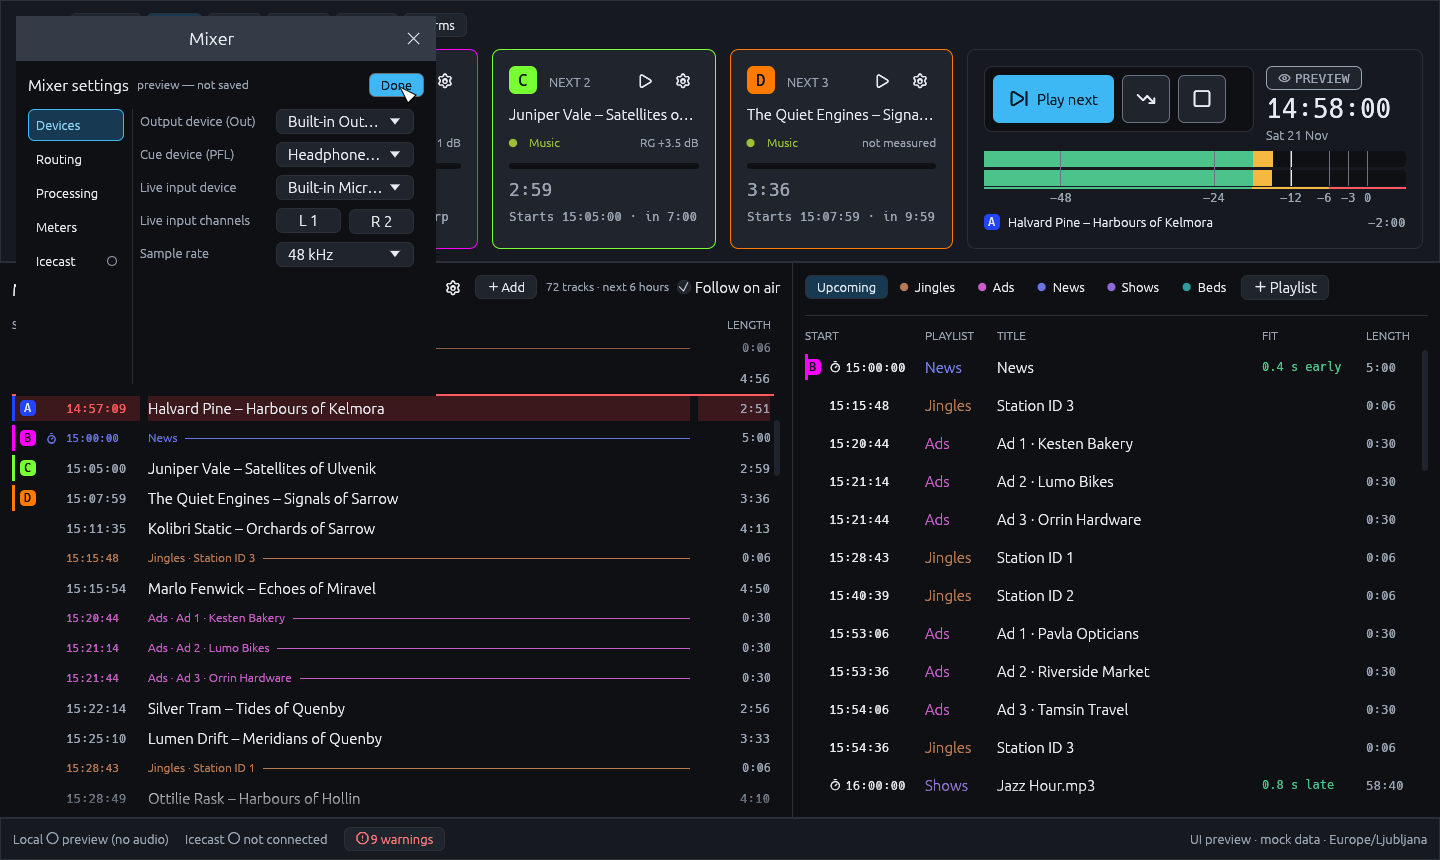 Mixer
rms
Mixer settings preview — not saved Done
Devices
Routing
Processing
Meters
Icecast
Output device (Out) Built-in Out…
Cue device (PFL) Headphone…
Live input device Built-in Micr…
Live input channels L 1 R 2
Sample rate 48 kHz
1 dB
rp
C NEXT 2
Juniper Vale – Satellites o…
Music RG +3.5 dB
2:59
Starts 15:05:00 · in 7:00
D NEXT 3
The Quiet Engines – Signa…
Music not measured
3:36
Starts 15:07:59 · in 9:59
Play next
PREVIEW
14:58:00
Sat 21 Nov
−48 −24 −12 −6 −3 0
A Halvard Pine – Harbours of Kelmora −2:00
+ Add 72 tracks · next 6 hours Follow on air
LENGTH
0:06
4:56
A 14:57:09 Halvard Pine – Harbours of Kelmora 2:51
B 15:00:00 News 5:00
C 15:05:00 Juniper Vale – Satellites of Ulvenik 2:59
D 15:07:59 The Quiet Engines – Signals of Sarrow 3:36
15:11:35 Kolibri Static – Orchards of Sarrow 4:13
15:15:48 Jingles · Station ID 3 0:06
15:15:54 Marlo Fenwick – Echoes of Miravel 4:50
15:20:44 Ads · Ad 1 · Kesten Bakery 0:30
15:21:14 Ads · Ad 2 · Lumo Bikes 0:30
15:21:44 Ads · Ad 3 · Orrin Hardware 0:30
15:22:14 Silver Tram – Tides of Quenby 2:56
15:25:10 Lumen Drift – Meridians of Quenby 3:33
15:28:43 Jingles · Station ID 1 0:06
15:28:49 Ottilie Rask – Harbours of Hollin 4:10
Upcoming Jingles Ads News Shows Beds + Playlist
START PLAYLIST TITLE FIT LENGTH
B 15:00:00 News News 0.4 s early 5:00
15:15:48 Jingles Station ID 3 0:06
15:20:44 Ads Ad 1 · Kesten Bakery 0:30
15:21:14 Ads Ad 2 · Lumo Bikes 0:30
15:21:44 Ads Ad 3 · Orrin Hardware 0:30
15:28:43 Jingles Station ID 1 0:06
15:40:39 Jingles Station ID 2 0:06
15:53:06 Ads Ad 1 · Pavla Opticians 0:30
15:53:36 Ads Ad 2 · Riverside Market 0:30
15:54:06 Ads Ad 3 · Tamsin Travel 0:30
15:54:36 Jingles Station ID 3 0:06
16:00:00 Shows Jazz Hour.mp3 0.8 s late 58:40
Local preview (no audio) Icecast not connected 9 warnings
UI preview · mock data · Europe/Ljubljana